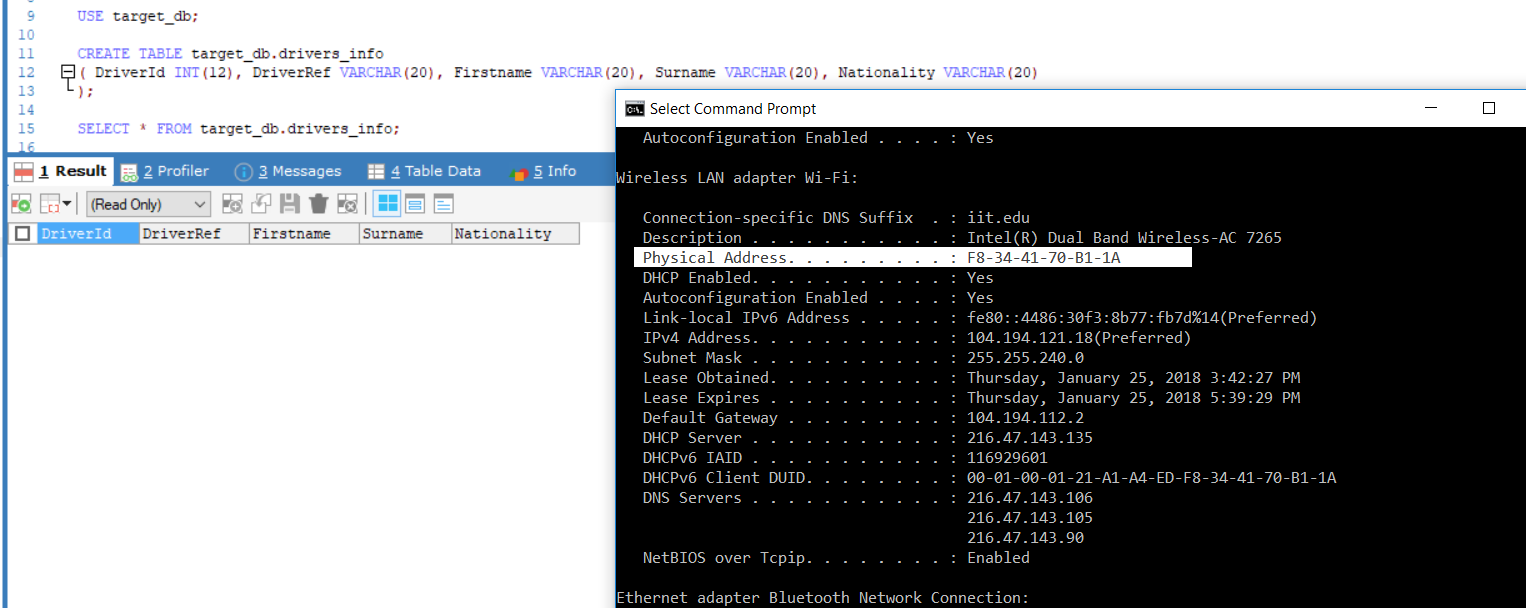 9 USE target_db;
10
11 CREATE TABLE target_db.drivers_info
12 ( DriverId INT(12), DriverRef VARCHAR(20), Firstname VARCHAR(20), Surname VARCHAR(20), Nationality VARCHAR(20)
13 );
14
15 SELECT * FROM target_db.drivers_info;
16
1 Result 2 Profiler 3 Messages 4 Table Data 5 Info
(Read Only)
DriverId DriverRef Firstname Surname Nationality
Select Command Prompt
Autoconfiguration Enabled . . . . : Yes
Wireless LAN adapter Wi-Fi:
Connection-specific DNS Suffix  . : iit.edu
Description . . . . . . . . . . . : Intel(R) Dual Band Wireless-AC 7265
Physical Address. . . . . . . . . : F8-34-41-70-B1-1A
DHCP Enabled. . . . . . . . . . . : Yes
Autoconfiguration Enabled . . . . : Yes
Link-local IPv6 Address . . . . . : fe80::4486:30f3:8b77:fb7d%14(Preferred)
IPv4 Address. . . . . . . . . . . : 104.194.121.18(Preferred)
Subnet Mask . . . . . . . . . . . : 255.255.240.0
Lease Obtained. . . . . . . . . . : Thursday, January 25, 2018 3:42:27 PM
Lease Expires . . . . . . . . . . : Thursday, January 25, 2018 5:39:29 PM
Default Gateway . . . . . . . . . : 104.194.112.2
DHCP Server . . . . . . . . . . . : 216.47.143.135
DHCPv6 IAID . . . . . . . . . . . : 116929601
DHCPv6 Client DUID. . . . . . . . : 00-01-00-01-21-A1-A4-ED-F8-34-41-70-B1-1A
DNS Servers . . . . . . . . . . . : 216.47.143.106
216.47.143.105
216.47.143.90
NetBIOS over Tcpip. . . . . . . . : Enabled
Ethernet adapter Bluetooth Network Connection: